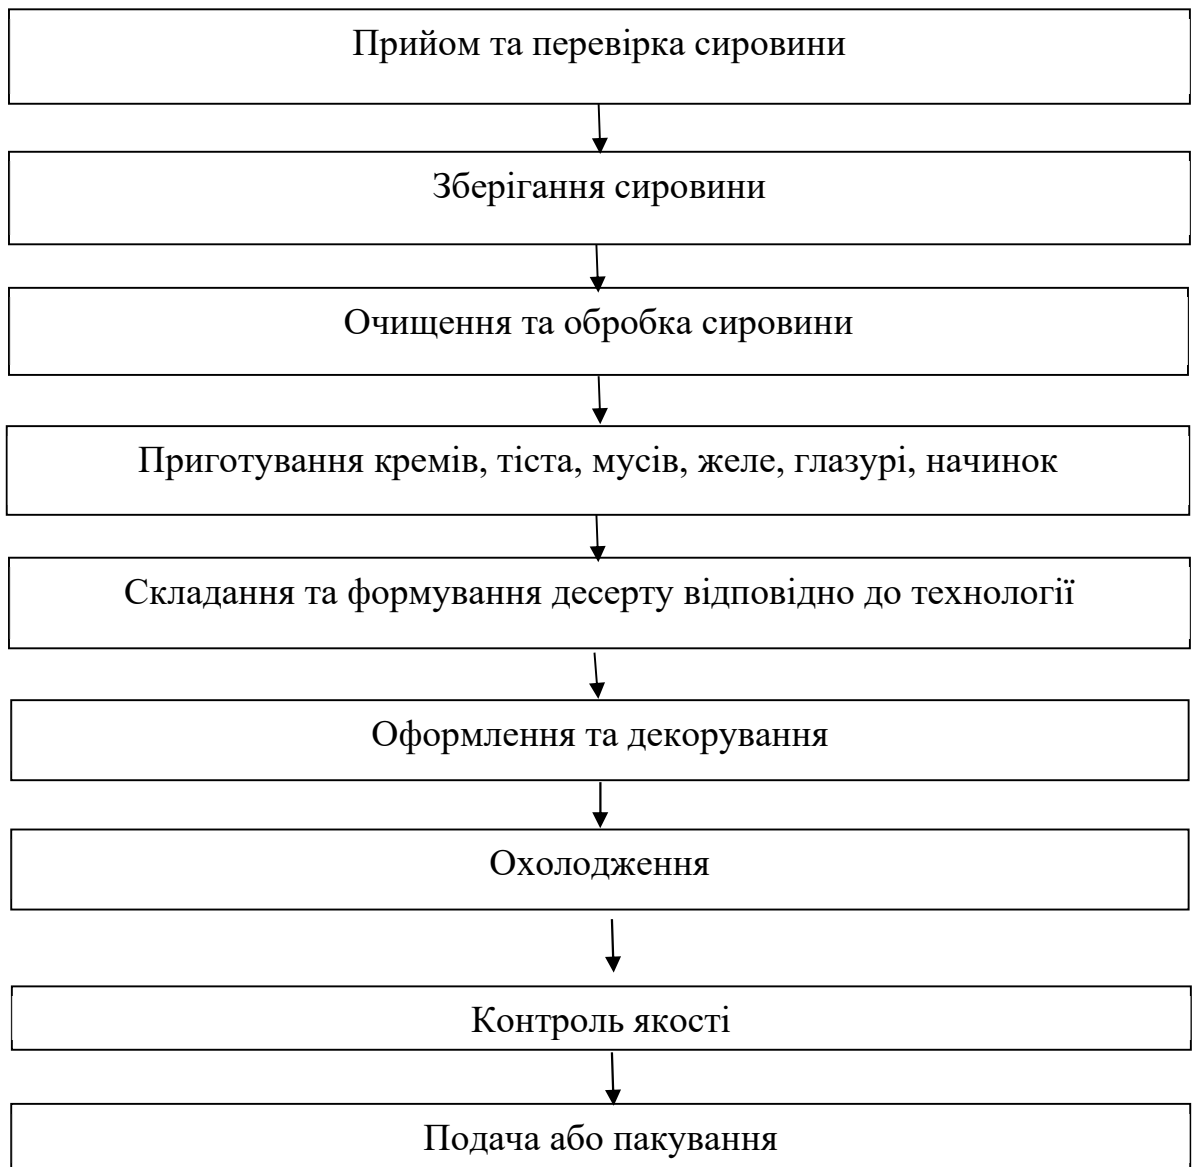 Прийом та перевірка сировини
Зберігання сировини
Очищення та обробка сировини
Приготування кремів, тіста, мусів, желе, глазурі, начинок
Складання та формування десерту відповідно до технології
Оформлення та декорування
Охолодження
Контроль якості
Подача або пакування